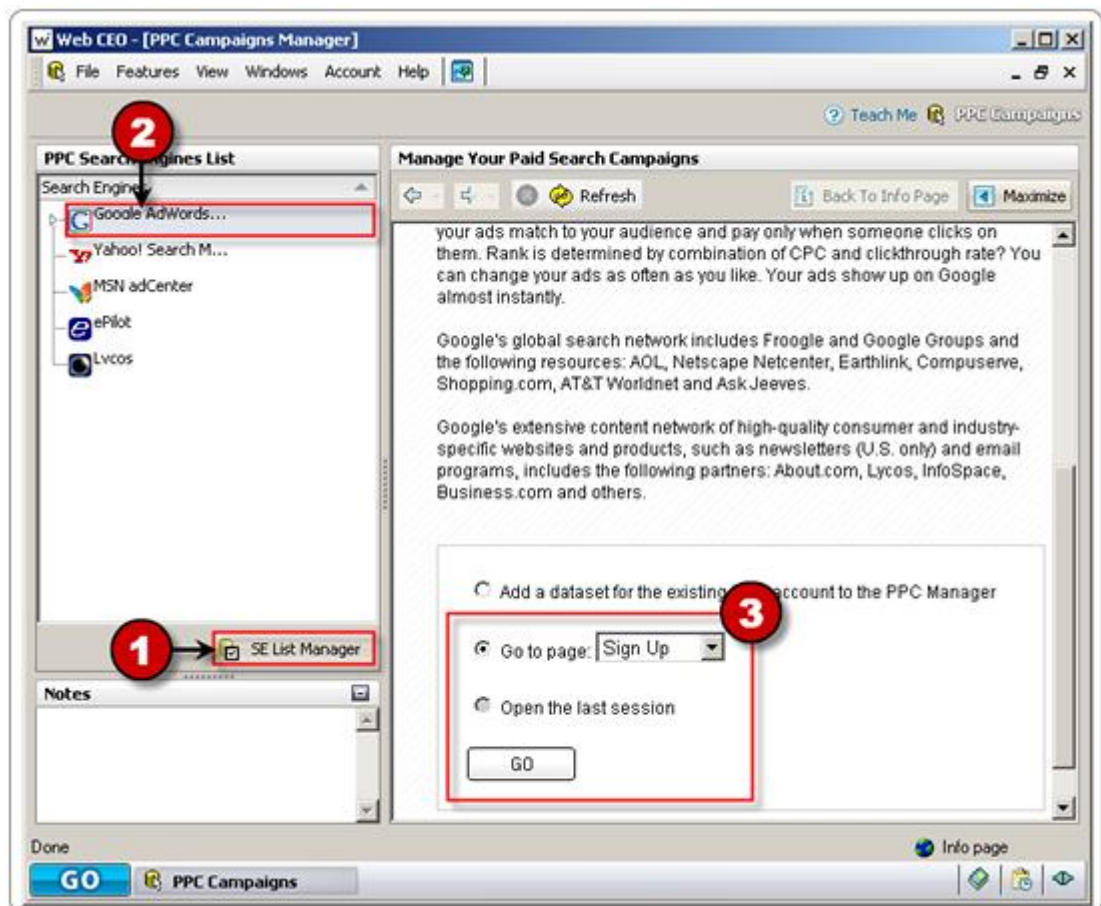 Web CEO - [PPC Campaigns Manager]
File Features View Windows Account Help
Teach Me PPC Campaigns
2
PPC Search Engines List
Search Engines
Google AdWords...
Yahoo! Search M...
MSN adCenter
ePilot
Lycos
1
SE List Manager
Notes
Manage Your Paid Search Campaigns
Refresh Back To Info Page Maximize
your ads match to your audience and pay only when someone clicks on
them. Rank is determined by combination of CPC and clickthrough rate? You
can change your ads as often as you like. Your ads show up on Google
almost instantly.
Google's global search network includes Froogle and Google Groups and
the following resources: AOL, Netscape Netcenter, Earthlink, Compuserve,
Shopping.com, AT&T Worldnet and Ask Jeeves.
Google's extensive content network of high-quality consumer and industry-
specific websites and products, such as newsletters (U.S. only) and email
programs, includes the following partners: About.com, Lycos, InfoSpace,
Business.com and others.
Add a dataset for the existing account to the PPC Manager
3
Go to page: Sign Up
Open the last session
GO
Done Info page
GO PPC Campaigns